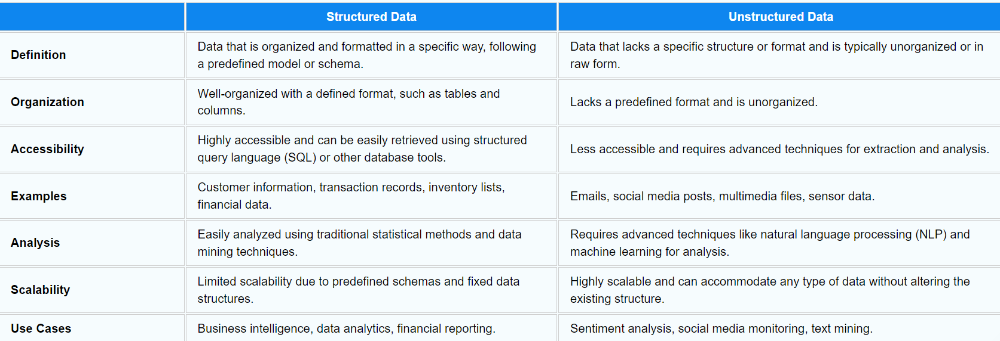 Structured Data
Unstructured Data
Definition
Data that is organized and formatted in a specific way, following
a predefined model or schema.
Data that lacks a specific structure or format and is typically unorganized or in
raw form.
Organization
Well-organized with a defined format, such as tables and
columns.
Lacks a predefined format and is unorganized.
Accessibility
Highly accessible and can be easily retrieved using structured
query language (SQL) or other database tools.
Less accessible and requires advanced techniques for extraction and analysis.
Examples
Customer information, transaction records, inventory lists,
financial data.
Emails, social media posts, multimedia files, sensor data.
Analysis
Easily analyzed using traditional statistical methods and data
mining techniques.
Requires advanced techniques like natural language processing (NLP) and
machine learning for analysis.
Scalability
Limited scalability due to predefined schemas and fixed data
structures.
Highly scalable and can accommodate any type of data without altering the
existing structure.
Use Cases
Business intelligence, data analytics, financial reporting.
Sentiment analysis, social media monitoring, text mining.